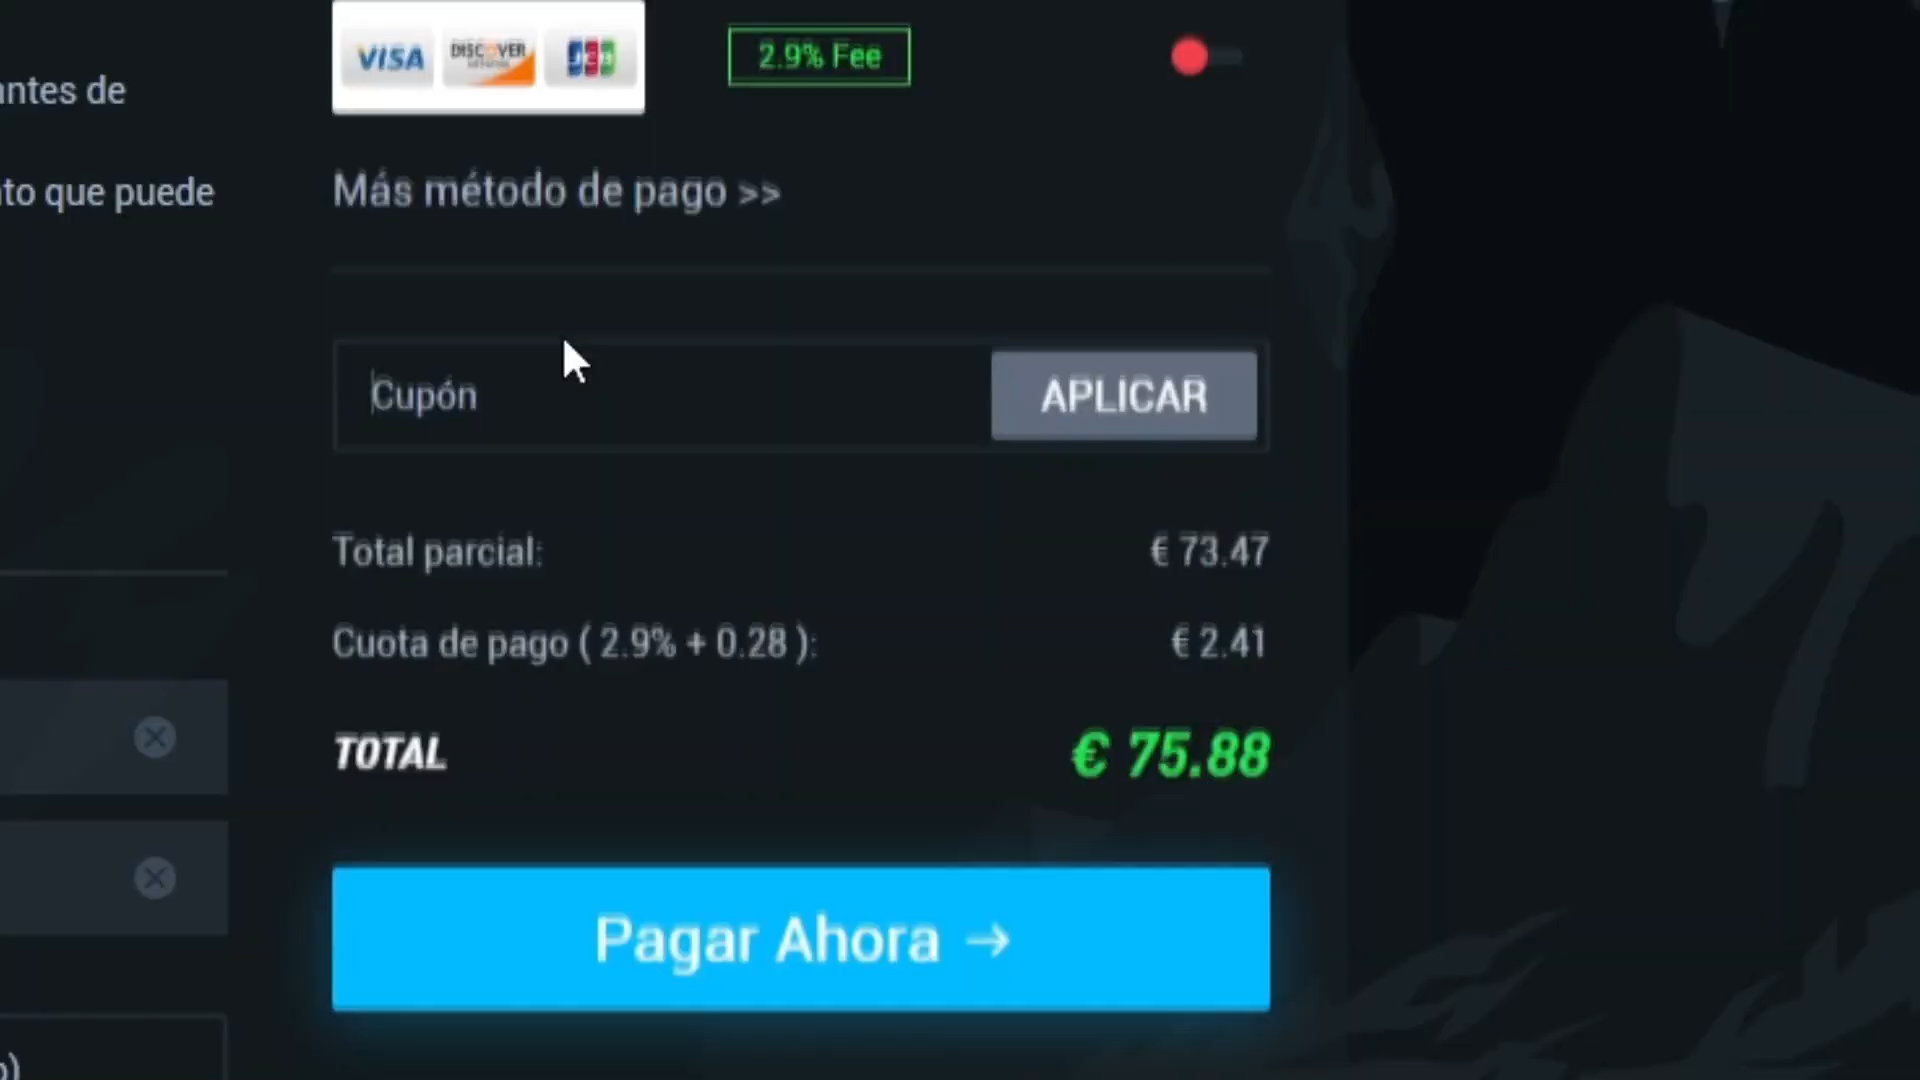 VISA
DISCOVER
JCB
2.9% Fee
antes de
to que puede
Más método de pago >>
Cupón
APLICAR
Total parcial:
€ 73.47
Cuota de pago ( 2.9% + 0.28 ):
€ 2.41
TOTAL
€ 75.88
Pagar Ahora →